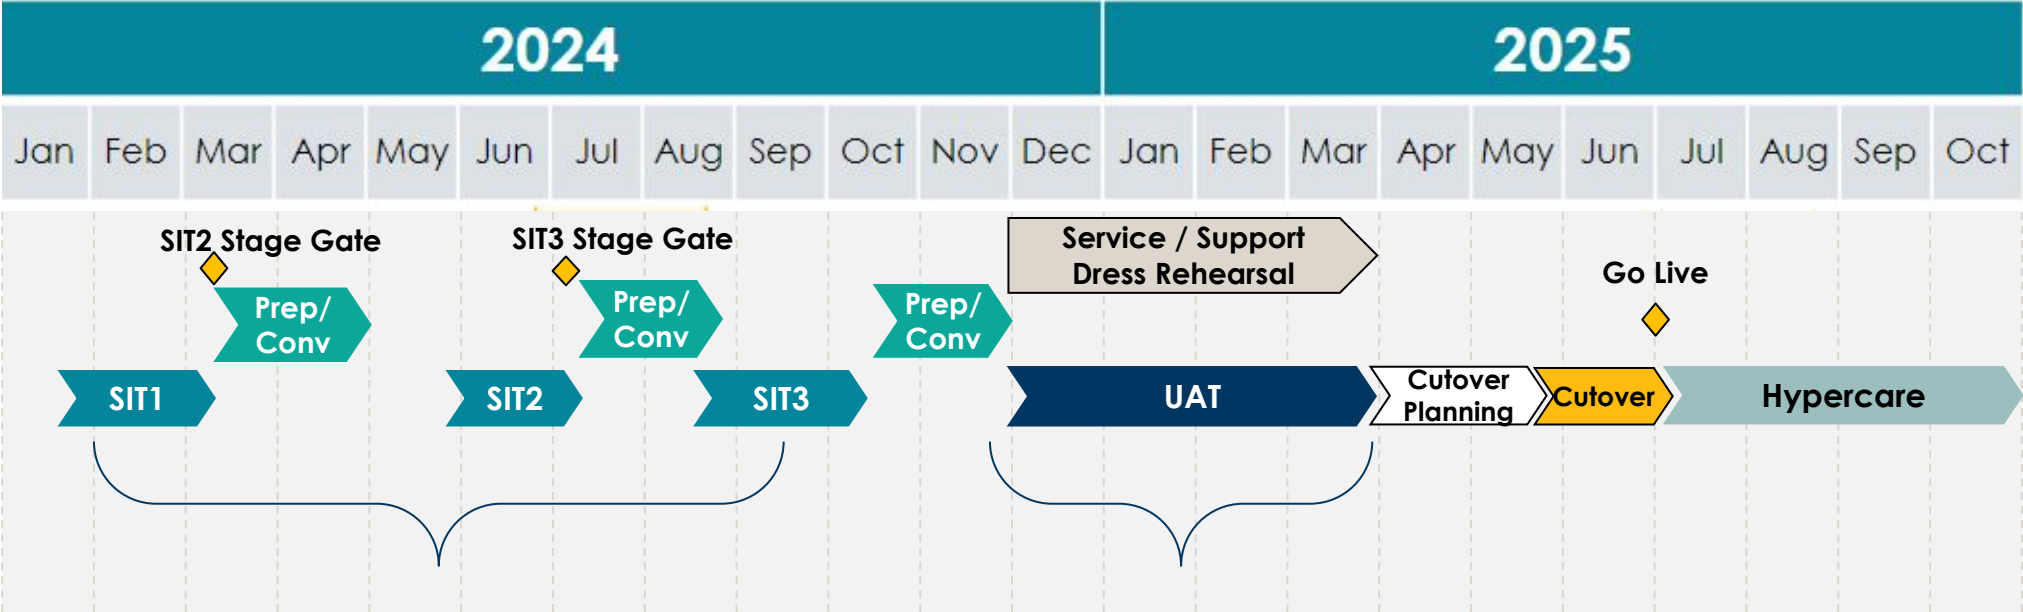 2024
2025
Jan Feb Mar Apr May Jun Jul Aug Sep Oct Nov Dec Jan Feb Mar Apr May Jun Jul Aug Sep Oct
SIT2 Stage Gate
SIT3 Stage Gate
Service / Support
Dress Rehearsal
Go Live
Prep/
Conv
Prep/
Conv
Prep/
Conv
SIT1
SIT2
SIT3
UAT
Cutover
Planning
Cutover
Hypercare